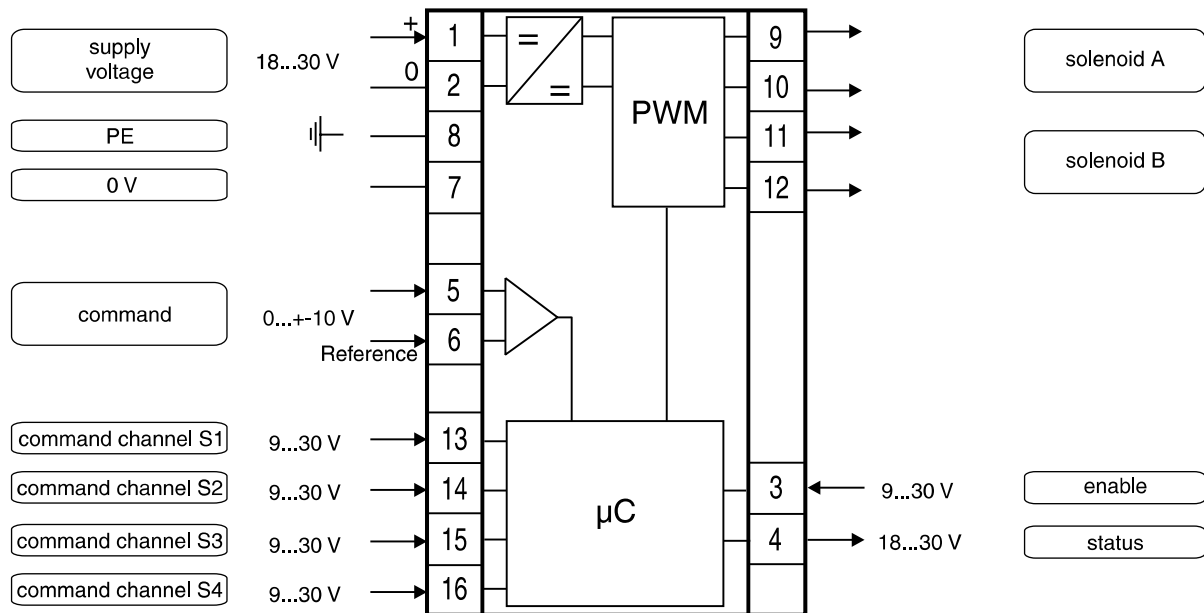 supply
voltage
18...30 V
+
0
1
2
=
=
PWM
9
10
11
12
solenoid A
solenoid B
PE
8
0 V
7
command
0...+-10 V
Reference
5
6
command channel S1
9...30 V
13
command channel S2
9...30 V
14
command channel S3
9...30 V
15
command channel S4
9...30 V
16
µC
3
9...30 V
enable
4
18...30 V
status